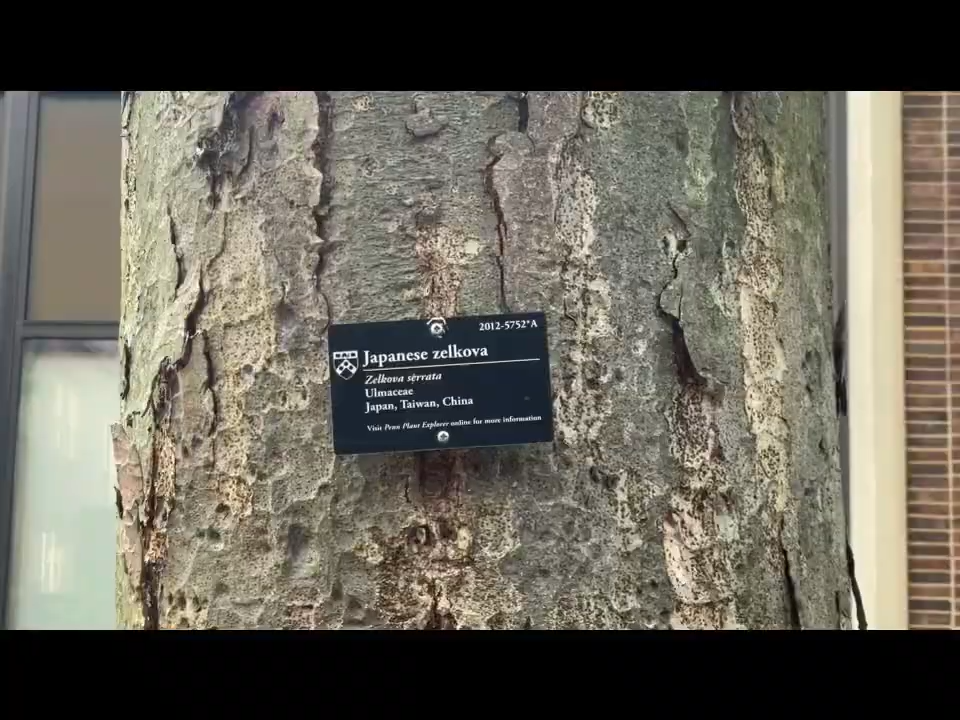 2012-5752*A
Japanese zelkova
Zelkova serrata
Ulmaceae
Japan, Taiwan, China
Visit Penn Plant Explorer online for more information